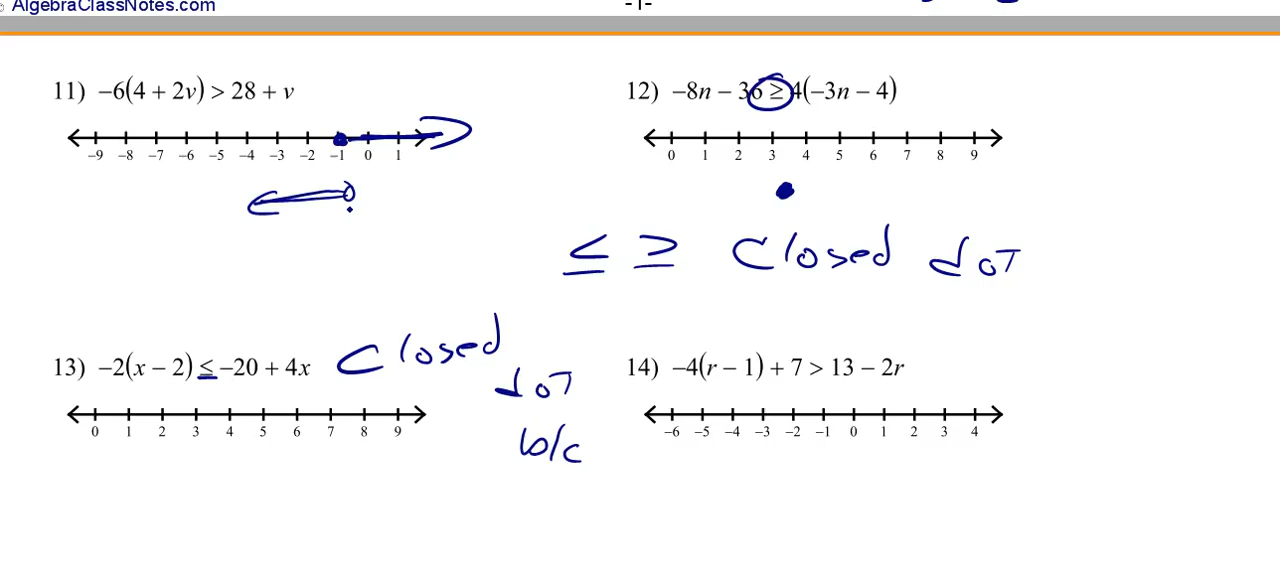 AlgebraClassNotes.com
-1-
11) −6(4 + 2v) > 28 + v
12) −8n − 36 ≥ 4(−3n − 4)
−9 −8 −7 −6 −5 −4 −3 −2 −1 0 1
0 1 2 3 4 5 6 7 8 9
≤ ≥ Closed dot
13) −2(x − 2) ≤ −20 + 4x
Closed
dot
b/c
14) −4(r − 1) + 7 > 13 − 2r
0 1 2 3 4 5 6 7 8 9
−6 −5 −4 −3 −2 −1 0 1 2 3 4